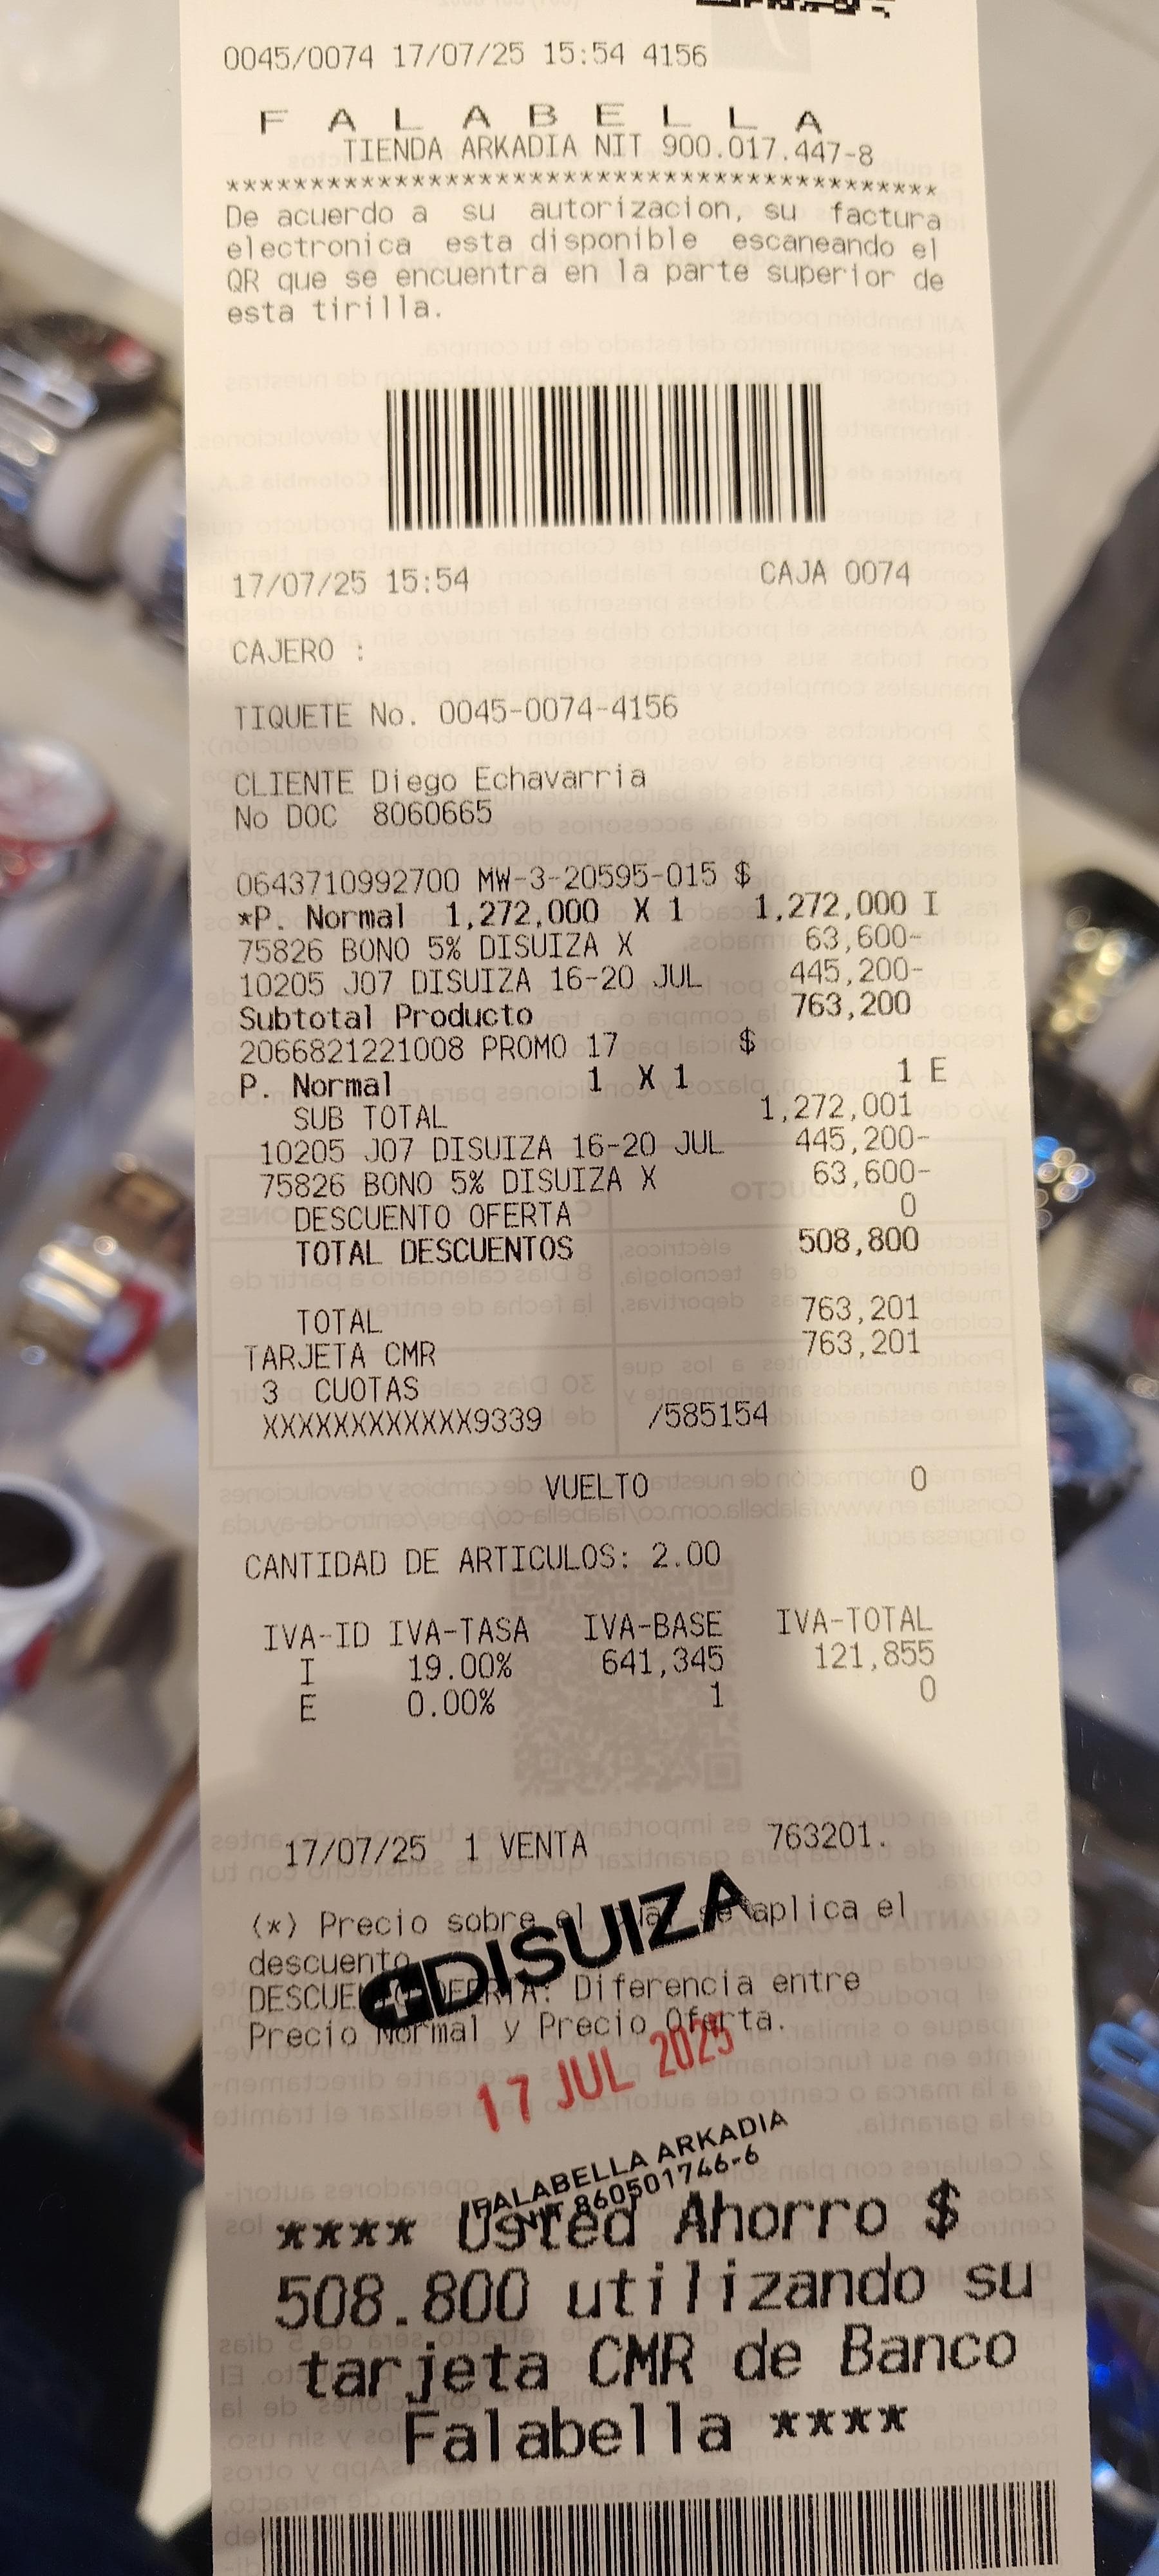 0045/0074 17/07/25 15:54 4156
F A L A B E L L A
TIENDA ARKADIA NIT 900.017.447-8
******************************************
De acuerdo a su autorizacion, su factura
electronica esta disponible escaneando el
QR que se encuentra en la parte superior de
esta tirilla.
17/07/25 15:54 CAJA 0074
CAJERO :
TIQUETE No. 0045-0074-4156
CLIENTE Diego Echavarria
No DOC 8060665
0643710992700 MW-3-20595-015 $
*P. Normal 1,272,000 X 1 1,272,000 I
75826 BONO 5% DISUIZA X 63,600-
10205 J07 DISUIZA 16-20 JUL 445,200-
Subtotal Producto 763,200
2066821221008 PROMO 17 $
P. Normal 1 X 1 1 E
SUB TOTAL 1,272,001
10205 J07 DISUIZA 16-20 JUL 445,200-
75826 BONO 5% DISUIZA X 63,600-
DESCUENTO OFERTA 0
TOTAL DESCUENTOS 508,800
TOTAL 763,201
TARJETA CMR 763,201
3 CUOTAS
XXXXXXXXXXXX9339 /585154
VUELTO 0
CANTIDAD DE ARTICULOS: 2.00
IVA-ID IVA-TASA IVA-BASE IVA-TOTAL
I 19.00% 641,345 121,855
E 0.00% 1 0
17/07/25 1 VENTA 763201.
(*) Precio sobre el cual se aplica el
descuento
DESCUENTO OFERTA: Diferencia entre
Precio Normal y Precio Oferta.
DISUIZA
17 JUL 2025
FALABELLA ARKADIA
NIT 860501746-6
**** Usted Ahorro $
508.800 utilizando su
tarjeta CMR de Banco
Falabella ****